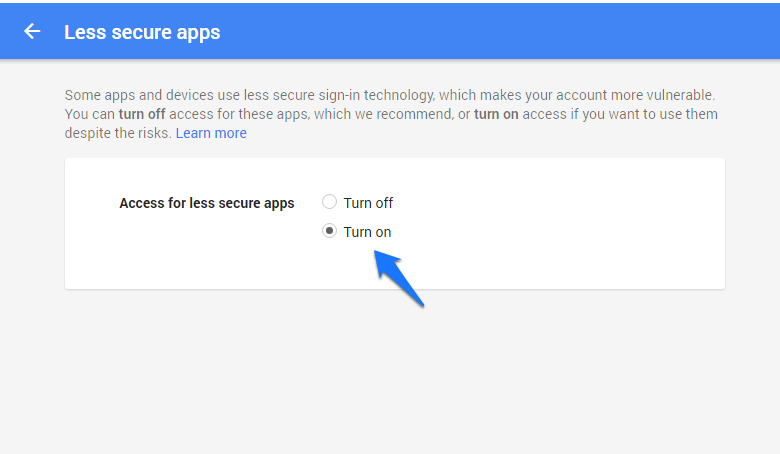 Less secure apps
Some apps and devices use less secure sign-in technology, which makes your account more vulnerable.
You can turn off access for these apps, which we recommend, or turn on access if you want to use them
despite the risks. Learn more
Access for less secure apps
Turn off
Turn on